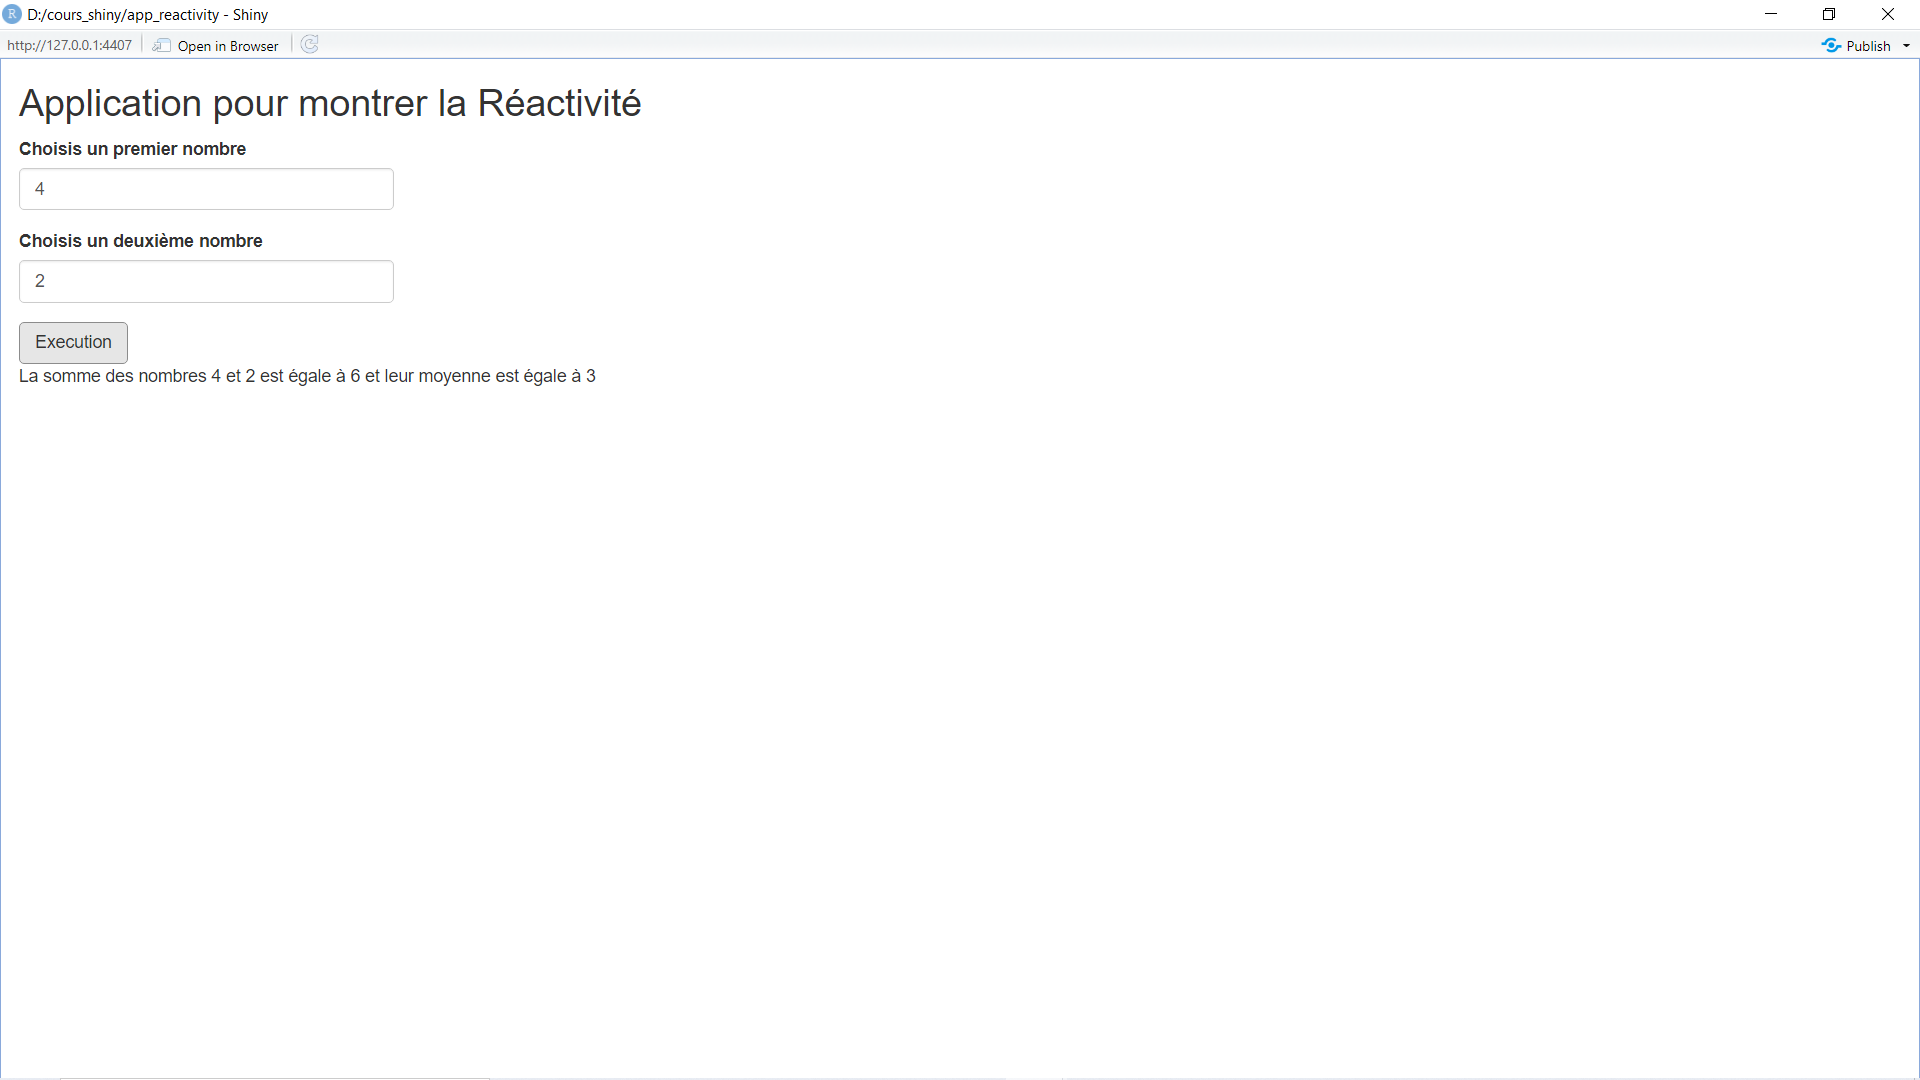 R D:/cours_shiny/app_reactivity - Shiny
http://127.0.0.1:4407 Open in Browser Publish
Application pour montrer la Réactivité
Choisis un premier nombre
4
Choisis un deuxième nombre
2
Execution
La somme des nombres 4 et 2 est égale à 6 et leur moyenne est égale à 3